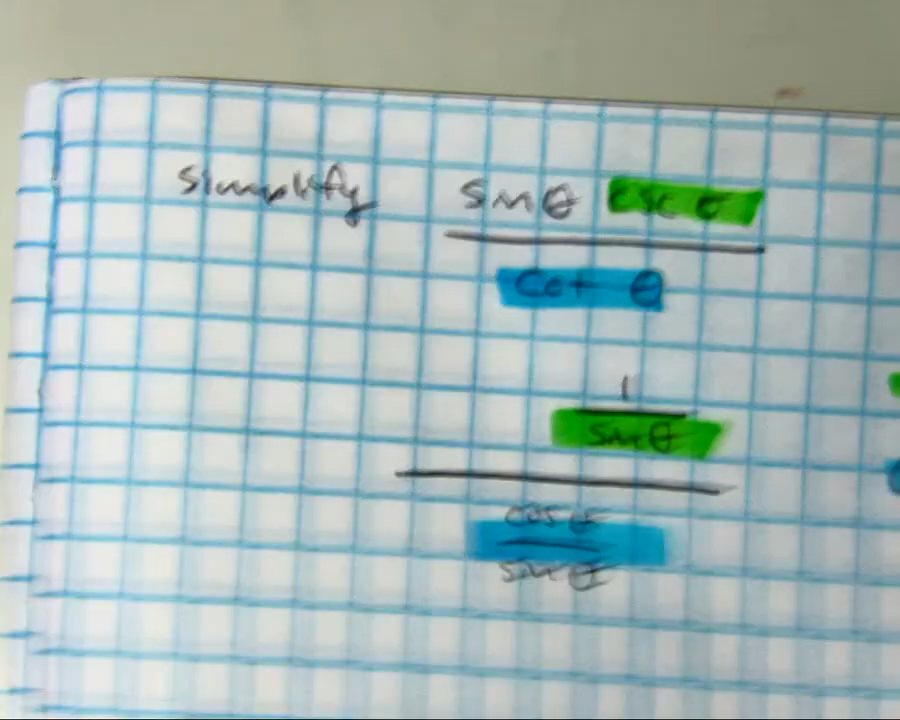 Simplify sin θ csc θ
cot θ
1
sin θ
cos θ
sin θ